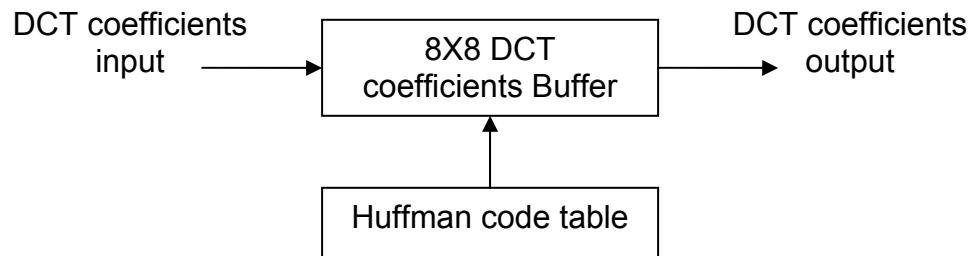 DCT coefficients
input
8X8 DCT
coefficients Buffer
DCT coefficients
output
Huffman code table